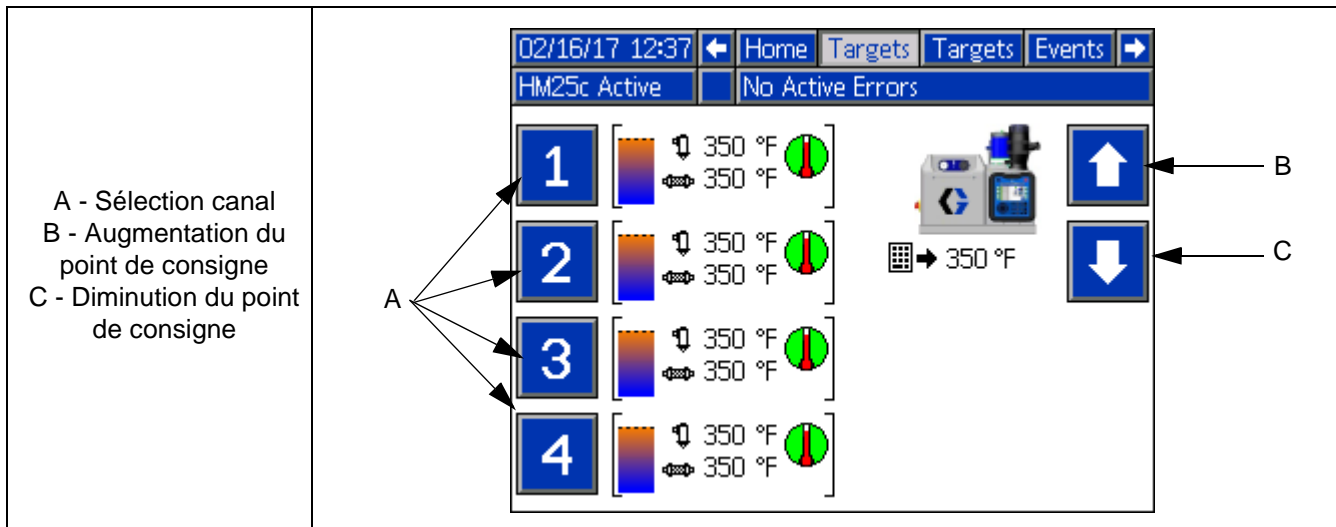 A - Sélection canal
B - Augmentation du
point de consigne
C - Diminution du point
de consigne
02/16/17 12:37 Home Targets Targets Events
HM25c Active No Active Errors
1 350 °F
350 °F
2 350 °F
350 °F
3 350 °F
350 °F
4 350 °F
350 °F
350 °F
A
B
C